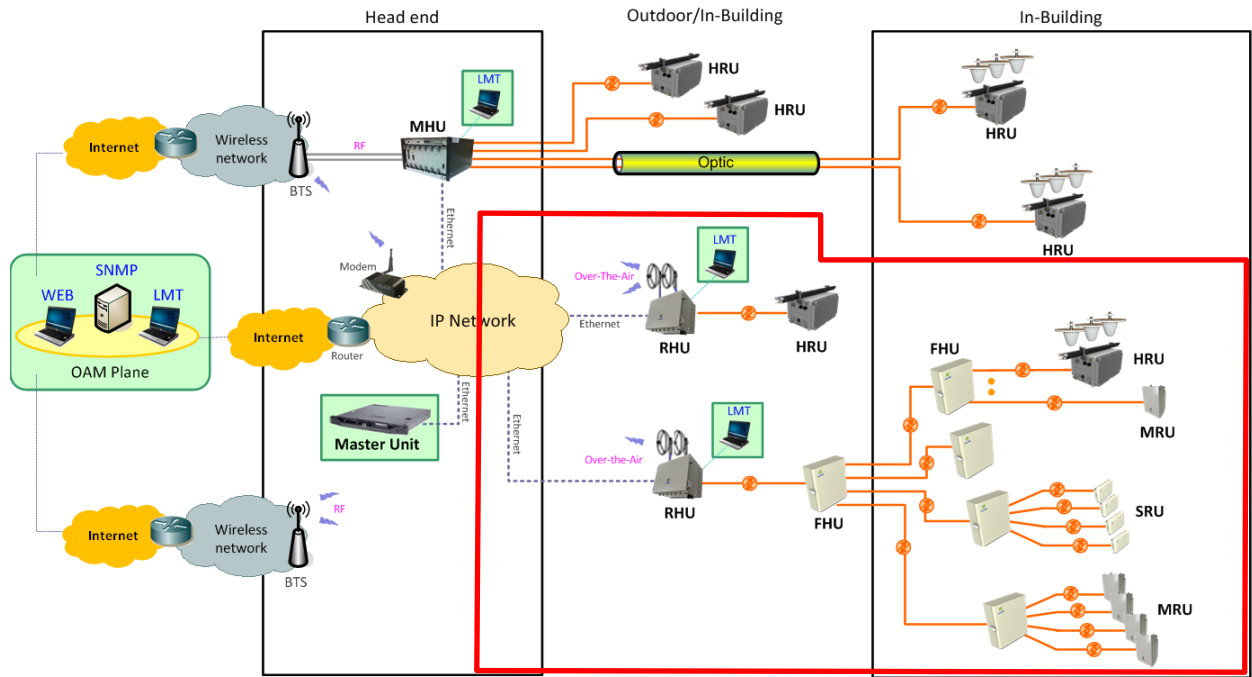 Head end
Outdoor/In-Building
In-Building
LMT
HRU
HRU
Internet
Wireless
network
BTS
RF
MHU
Optic
HRU
HRU
Ethernet
SNMP
WEB
LMT
OAM Plane
Internet
Modem
Router
IP Network
Ethernet
Over-The-Air
LMT
RHU
HRU
FHU
HRU
MRU
Master Unit
Ethernet
Ethernet
Over-the-Air
LMT
RHU
FHU
SRU
MRU
Internet
Wireless
network
RF
BTS